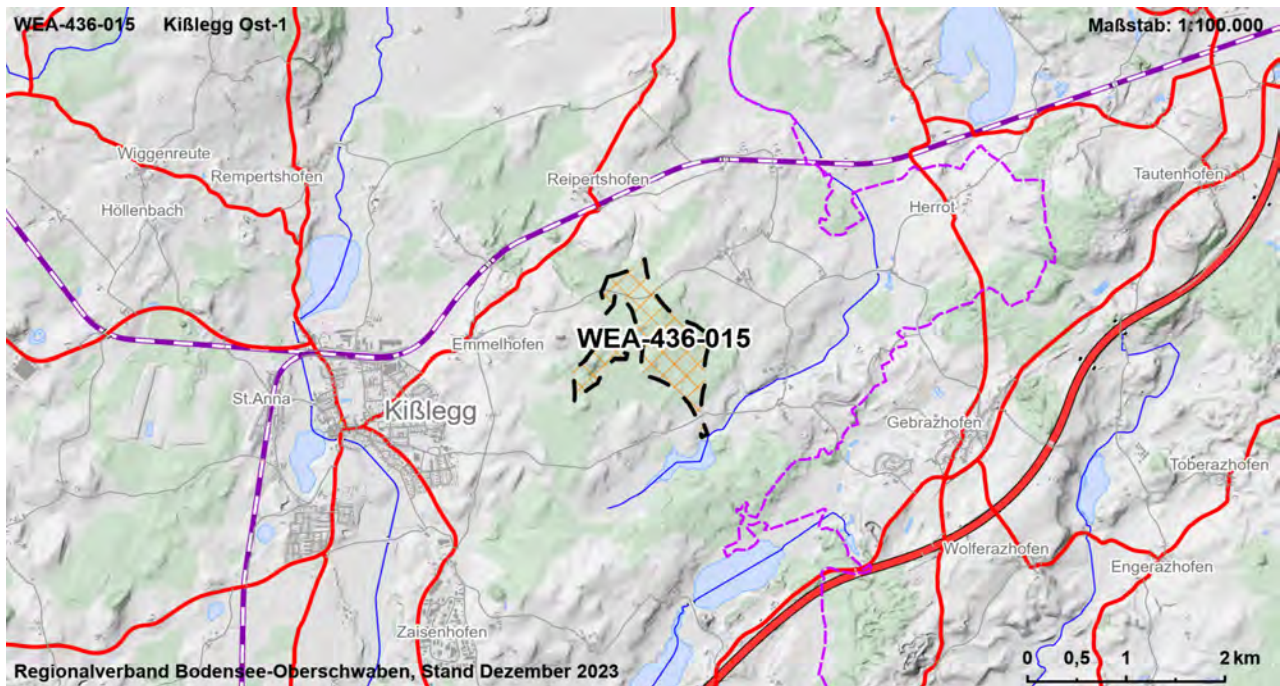 WEA-436-015 Kißlegg Ost-1 Maßstab: 1:100.000
Wiggenreute
Rempertshofen
Reipertshofen
Tautenhofen
Höllenbach
Herrot
WEA-436-015
Emmelhofen
St.Anna
Kißlegg
Gebrazhofen
Toberazhofen
Wolferazhofen
Engerazhofen
Zaisenhofen
0 0,5 1 2 km
Regionalverband Bodensee-Oberschwaben, Stand Dezember 2023